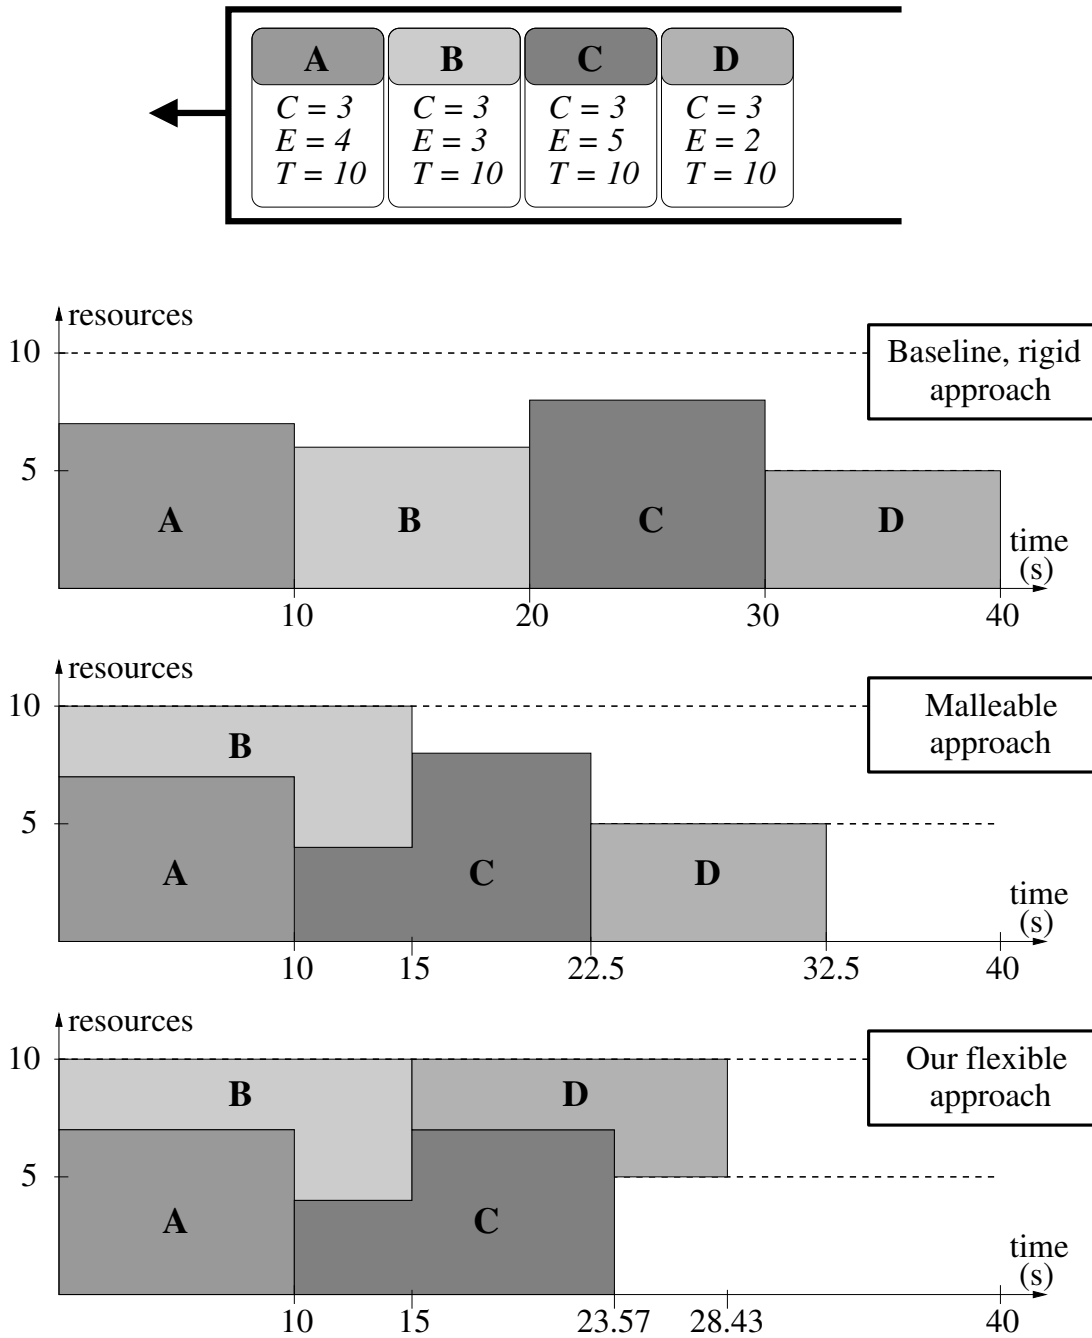 A B C D
C = 3 C = 3 C = 3 C = 3
E = 4 E = 3 E = 5 E = 2
T = 10 T = 10 T = 10 T = 10
resources
10
Baseline, rigid
approach
5
A B C D
time
(s)
10 20 30 40
resources
10
Malleable
approach
B
5
A C D
time
(s)
10 15 22.5 32.5 40
resources
10
Our flexible
approach
B D
5
A C
time
(s)
10 15 23.57 28.43 40